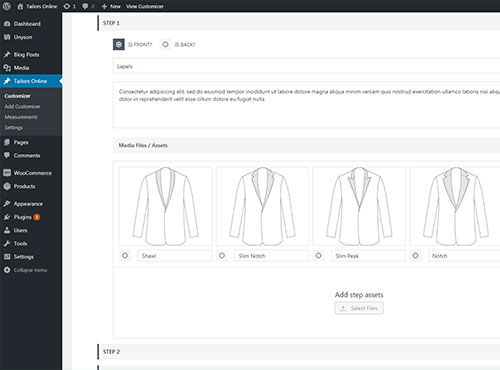 Tailors Online 1 0 + New View Customizer
Dashboard
Unyson
Blog Posts
Media
Tailors Online
Customizer
Add Customizer
Measurements
Settings
Pages
Comments
WooCommerce
Products
Appearance
Plugins 1
Users
Tools
Settings
Collapse menu
STEP 1
IS FRONT? IS BACK?
Lapels
Consectetur adipisicing elit, sed do eiusmod tempor incididunt ut labore dolore magna aliqua minim veniam quis nostrud exercitation ullamco laboris nisi
dolor in reprehenderit velit esse cillum dolore eu fugiat nulla
Media Files / Assets
Shawl
Slim Notch
Slim Peak
Notch
Add step assets
Select Files
STEP 2